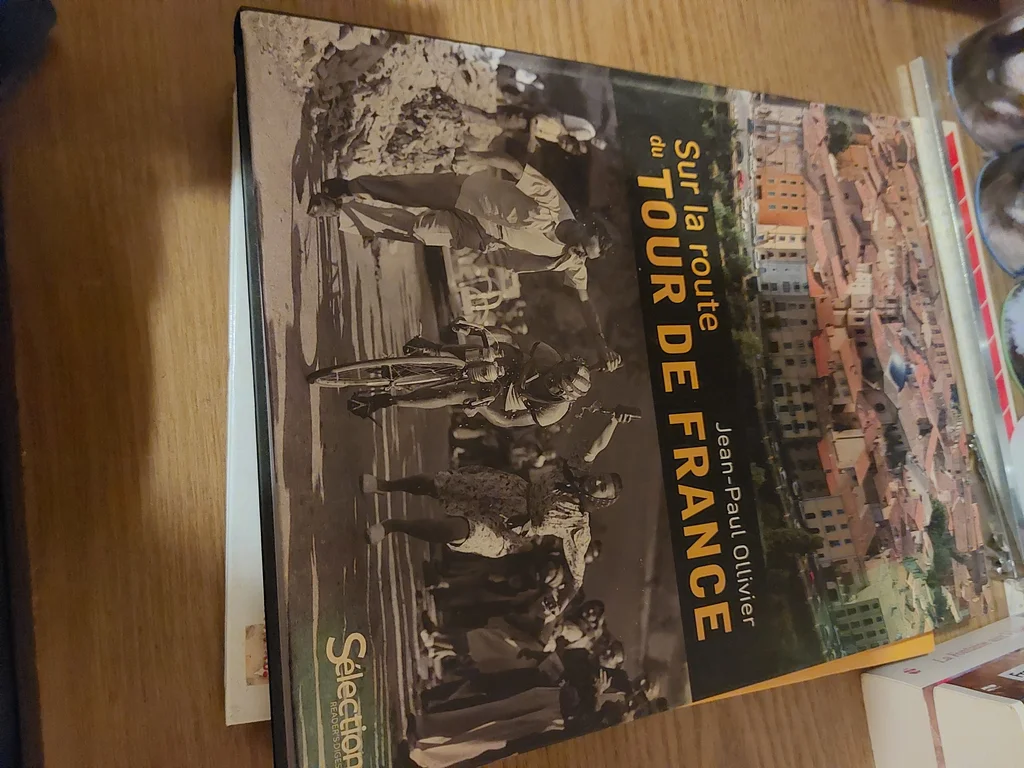 Jean-Paul Ollivier
Sur la route
du TOUR DE FRANCE
Sélection
READER'S DIGEST